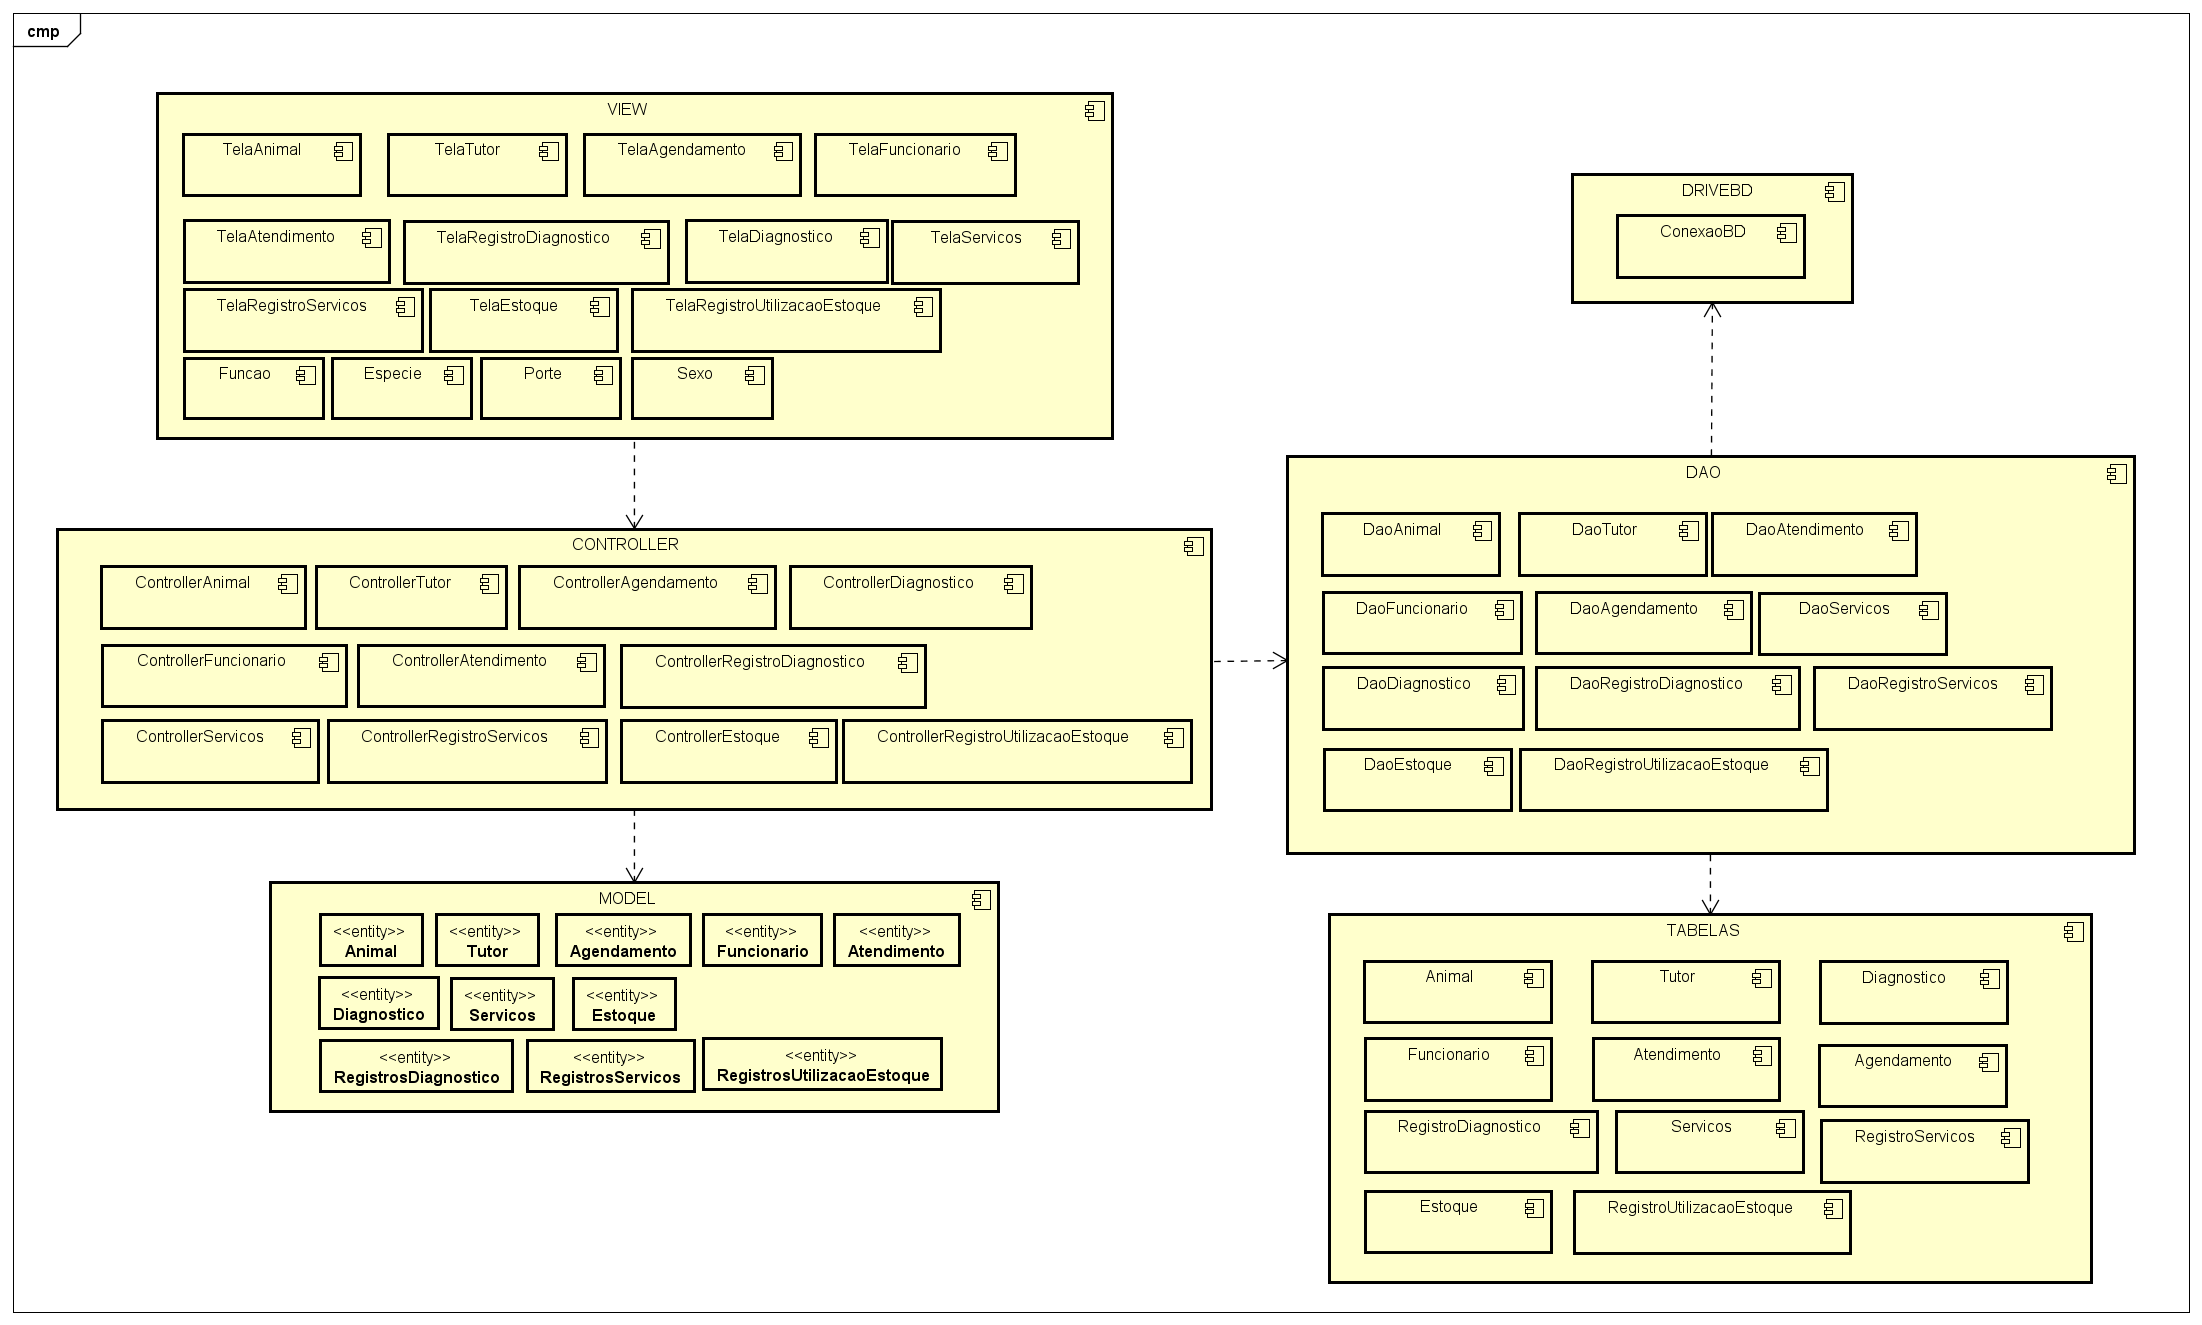 cmp
VIEW
TelaAnimal
TelaTutor
TelaAgendamento
TelaFuncionario
TelaAtendimento
TelaRegistroDiagnostico
TelaDiagnostico
TelaServicos
TelaRegistroServicos
TelaEstoque
TelaRegistroUtilizacaoEstoque
Funcao
Especie
Porte
Sexo
DRIVEBD
ConexaoBD
CONTROLLER
ControllerAnimal
ControllerTutor
ControllerAgendamento
ControllerDiagnostico
ControllerFuncionario
ControllerAtendimento
ControllerRegistroDiagnostico
ControllerServicos
ControllerRegistroServicos
ControllerEstoque
ControllerRegistroUtilizacaoEstoque
DAO
DaoAnimal
DaoTutor
DaoAtendimento
DaoFuncionario
DaoAgendamento
DaoServicos
DaoDiagnostico
DaoRegistroDiagnostico
DaoRegistroServicos
DaoEstoque
DaoRegistroUtilizacaoEstoque
MODEL
<<entity>>
Animal
<<entity>>
Tutor
<<entity>>
Agendamento
<<entity>>
Funcionario
<<entity>>
Atendimento
<<entity>>
Diagnostico
<<entity>>
Servicos
<<entity>>
Estoque
<<entity>>
RegistrosDiagnostico
<<entity>>
RegistrosServicos
<<entity>>
RegistrosUtilizacaoEstoque
TABELAS
Animal
Tutor
Diagnostico
Funcionario
Atendimento
Agendamento
RegistroDiagnostico
Servicos
RegistroServicos
Estoque
RegistroUtilizacaoEstoque